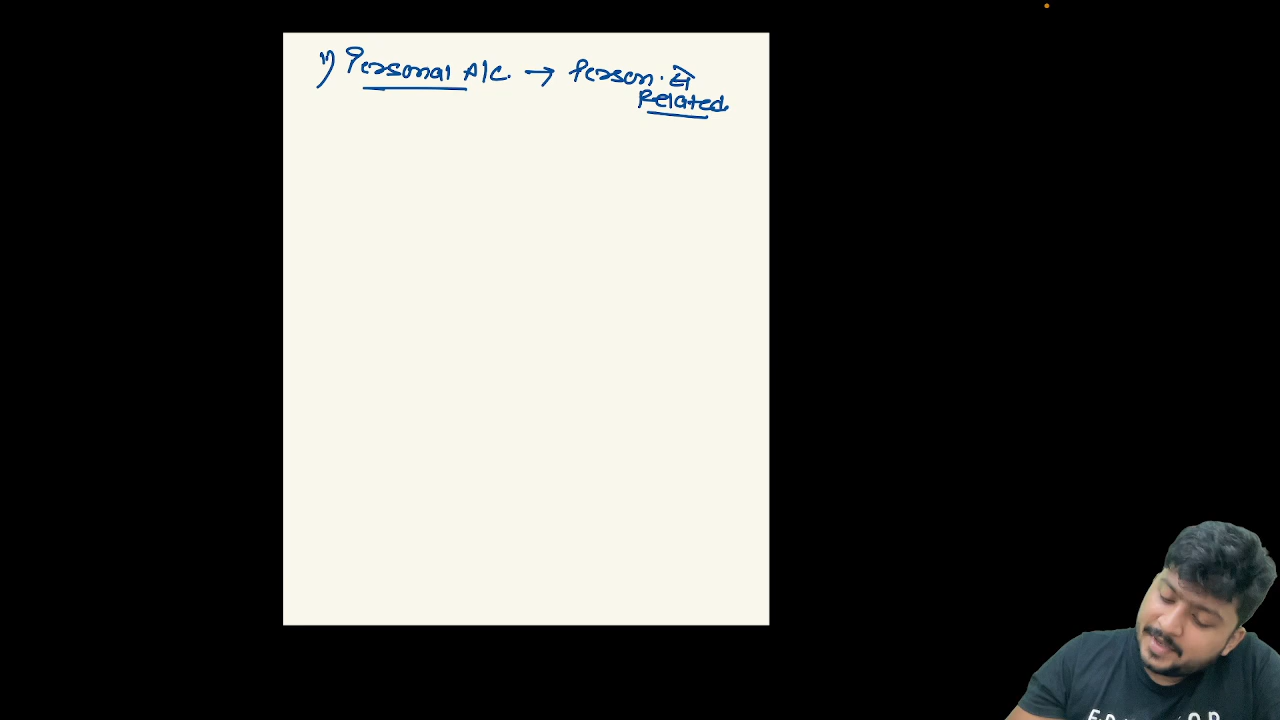 1) Personal A/C. → Person. से
Related